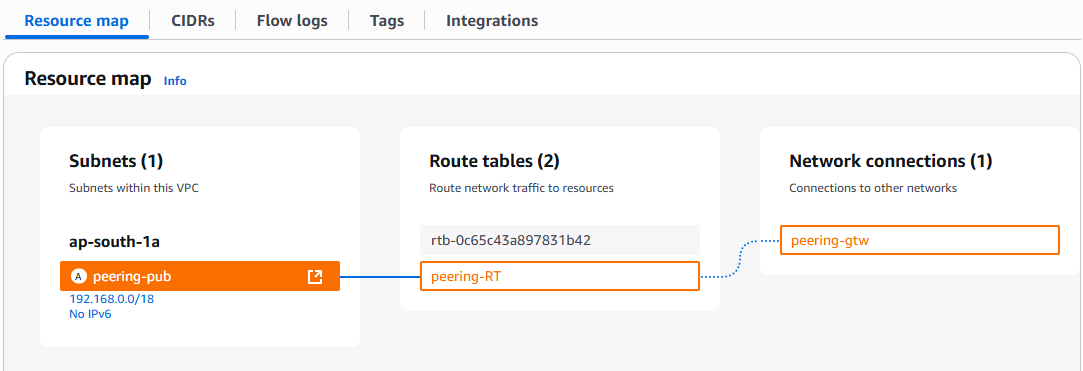 Resource map
CIDRs
Flow logs
Tags
Integrations
Resource map Info
Subnets (1)
Subnets within this VPC
ap-south-1a
A peering-pub
192.168.0.0/18
No IPv6
Route tables (2)
Route network traffic to resources
rtb-0c65c43a897831b42
peering-RT
Network connections (1)
Connections to other networks
peering-gtw